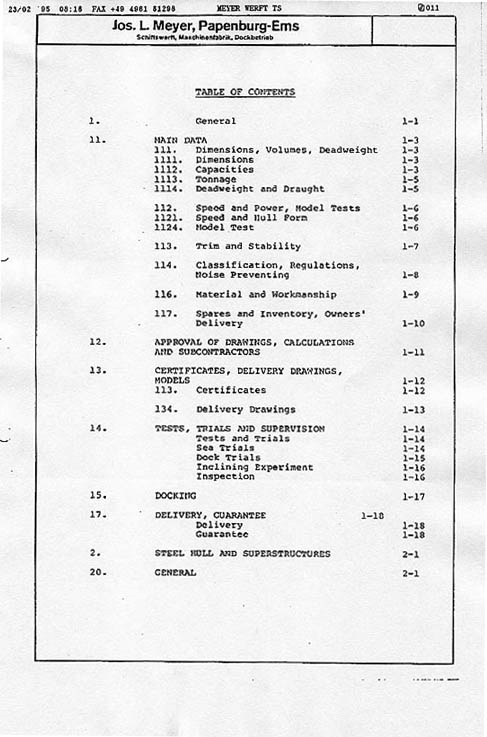 23/02 '95 08:16 FAX +49 4961 81298 MEYER WERFT TS 011
Jos. L. Meyer, Papenburg-Ems
Schiffswerft, Maschinenfabrik, Dockbetrieb
TABLE OF CONTENTS
1. General 1-1
11. MAIN DATA 1-3
111. Dimensions, Volumes, Deadweight 1-3
1111. Dimensions 1-3
1112. Capacities 1-3
1113. Tonnage 1-5
1114. Deadweight and Draught 1-5
112. Speed and Power, Model Tests 1-6
1121. Speed and Hull Form 1-6
1124. Model Test 1-6
113. Trim and Stability 1-7
114. Classification, Regulations,
Noise Preventing 1-8
116. Material and Workmanship 1-9
117. Spares and Inventory, Owners'
Delivery 1-10
12. APPROVAL OF DRAWINGS, CALCULATIONS
AND SUBCONTRACTORS 1-11
13. CERTIFICATES, DELIVERY DRAWINGS,
MODELS 1-12
113. Certificates 1-12
134. Delivery Drawings 1-13
14. TESTS, TRIALS AND SUPERVISION 1-14
Tests and Trials 1-14
Sea Trials 1-14
Dock Trials 1-15
Inclining Experiment 1-16
Inspection 1-16
15. DOCKING 1-17
17. DELIVERY, GUARANTEE 1-18
Delivery 1-18
Guarantee 1-18
2. STEEL HULL AND SUPERSTRUCTURES 2-1
20. GENERAL 2-1